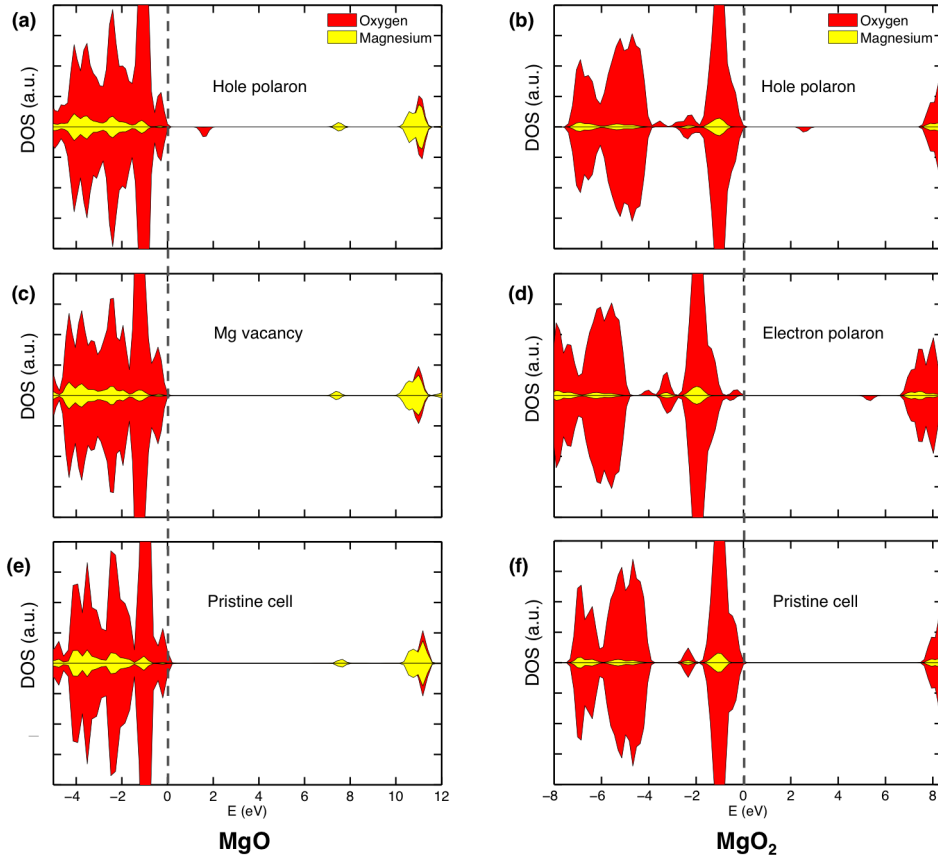 (a)
Oxygen
Magnesium
Hole polaron
DOS (a.u.)
(b)
Oxygen
Magnesium
Hole polaron
DOS (a.u.)
(c)
Mg vacancy
DOS (a.u.)
(d)
Electron polaron
DOS (a.u.)
(e)
Pristine cell
DOS (a.u.)
−4 −2 0 2 4 6 8 10 12
E (eV)
MgO
(f)
Pristine cell
DOS (a.u.)
−8 −6 −4 −2 0 2 4 6 8
E (eV)
MgO₂